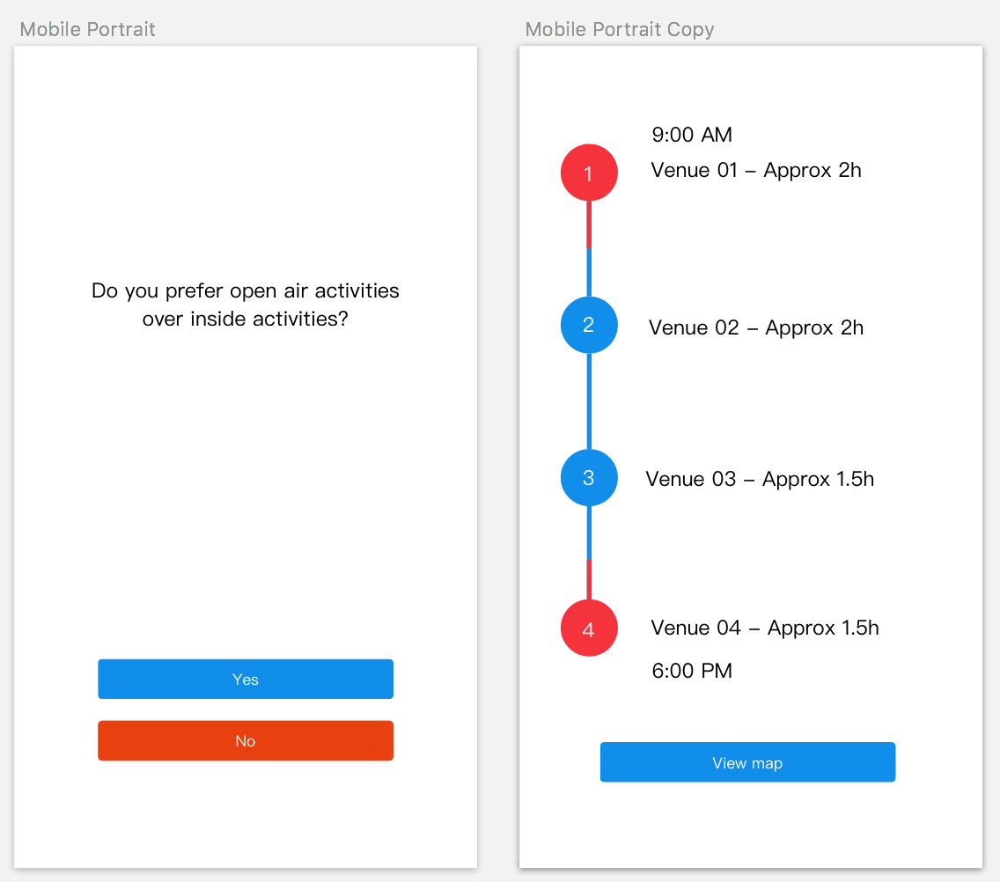 Mobile Portrait
Do you prefer open air activities
over inside activities?
Yes
No
Mobile Portrait Copy
9:00 AM
1
Venue 01 – Approx 2h
2
Venue 02 – Approx 2h
3
Venue 03 – Approx 1.5h
4
Venue 04 – Approx 1.5h
6:00 PM
View map